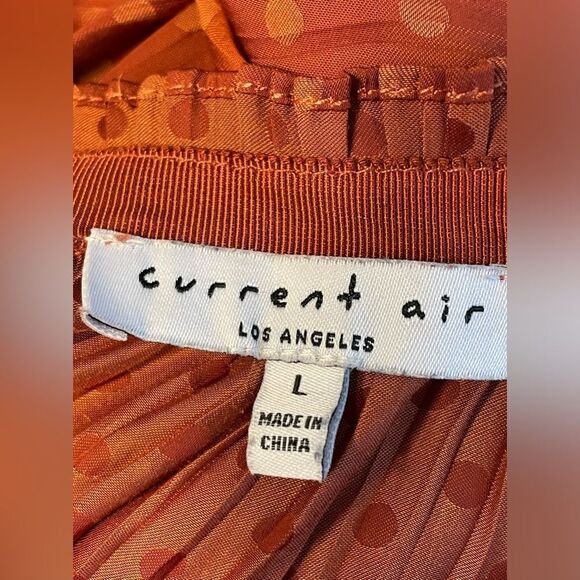 current air
LOS ANGELES
L
MADE IN
CHINA